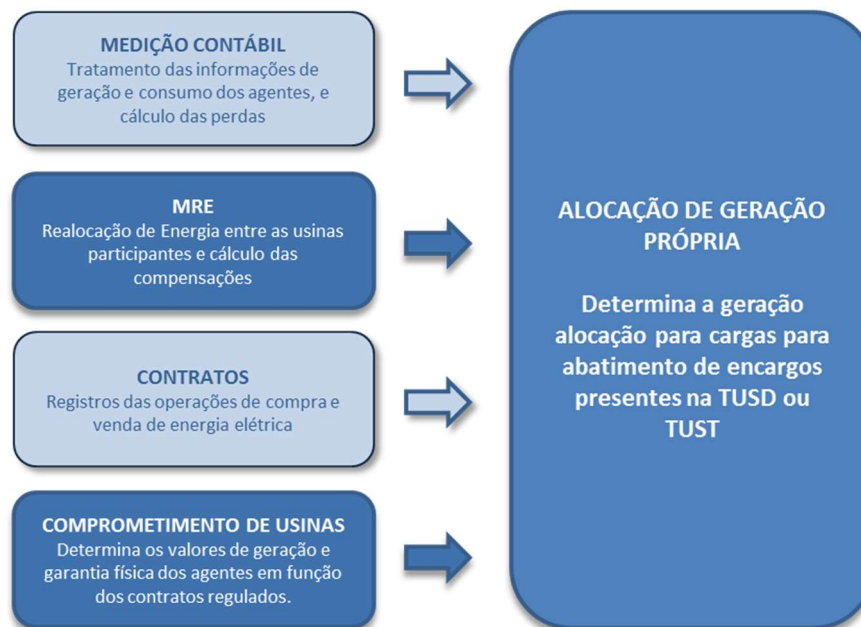 MEDIÇÃO CONTÁBIL
Tratamento das informações de
geração e consumo dos agentes, e
cálculo das perdas
MRE
Realocação de Energia entre as usinas
participantes e cálculo das
compensações
CONTRATOS
Registros das operações de compra e
venda de energia elétrica
COMPROMETIMENTO DE USINAS
Determina os valores de geração e
garantia física dos agentes em função
dos contratos regulados.
ALOCAÇÃO DE GERAÇÃO
PRÓPRIA
Determina a geração
alocação para cargas para
abatimento de encargos
presentes na TUSD ou
TUST